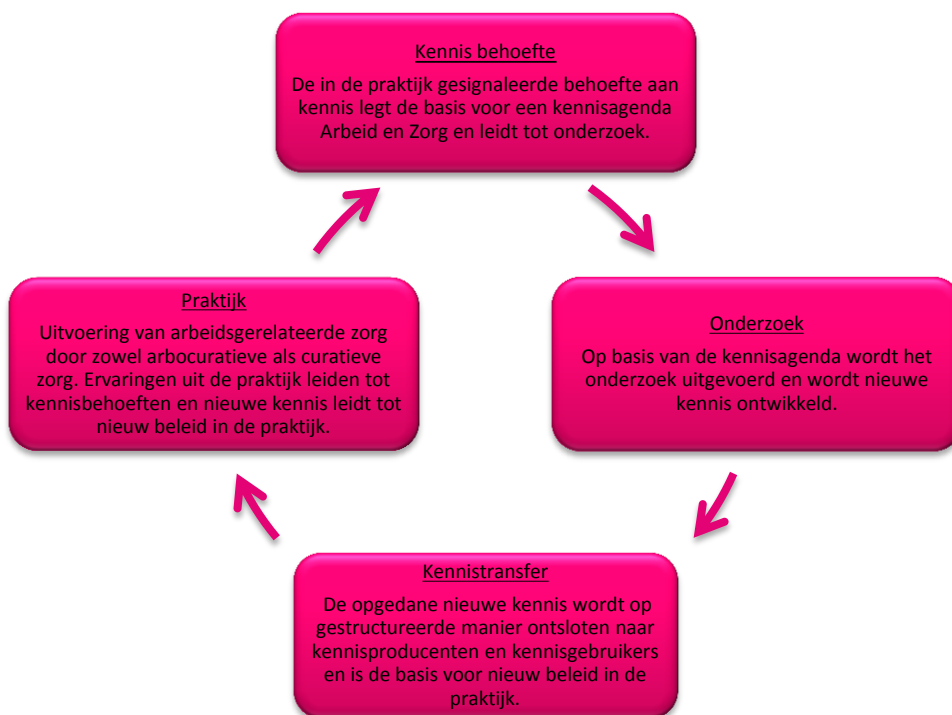 Kennis behoefte
De in de praktijk gesignaleerde behoefte aan
kennis legt de basis voor een kennisagenda
Arbeid en Zorg en leidt tot onderzoek.
Praktijk
Uitvoering van arbeidsgerelateerde zorg
door zowel arbocuratieve als curatieve
zorg. Ervaringen uit de praktijk leiden tot
kennisbehoeften en nieuwe kennis leidt tot
nieuw beleid in de praktijk.
Onderzoek
Op basis van de kennisagenda wordt het
onderzoek uitgevoerd en wordt nieuwe
kennis ontwikkeld.
Kennistransfer
De opgedane nieuwe kennis wordt op
gestructureerde manier ontsloten naar
kennisproducenten en kennisgebruikers
en is de basis voor nieuw beleid in de
praktijk.